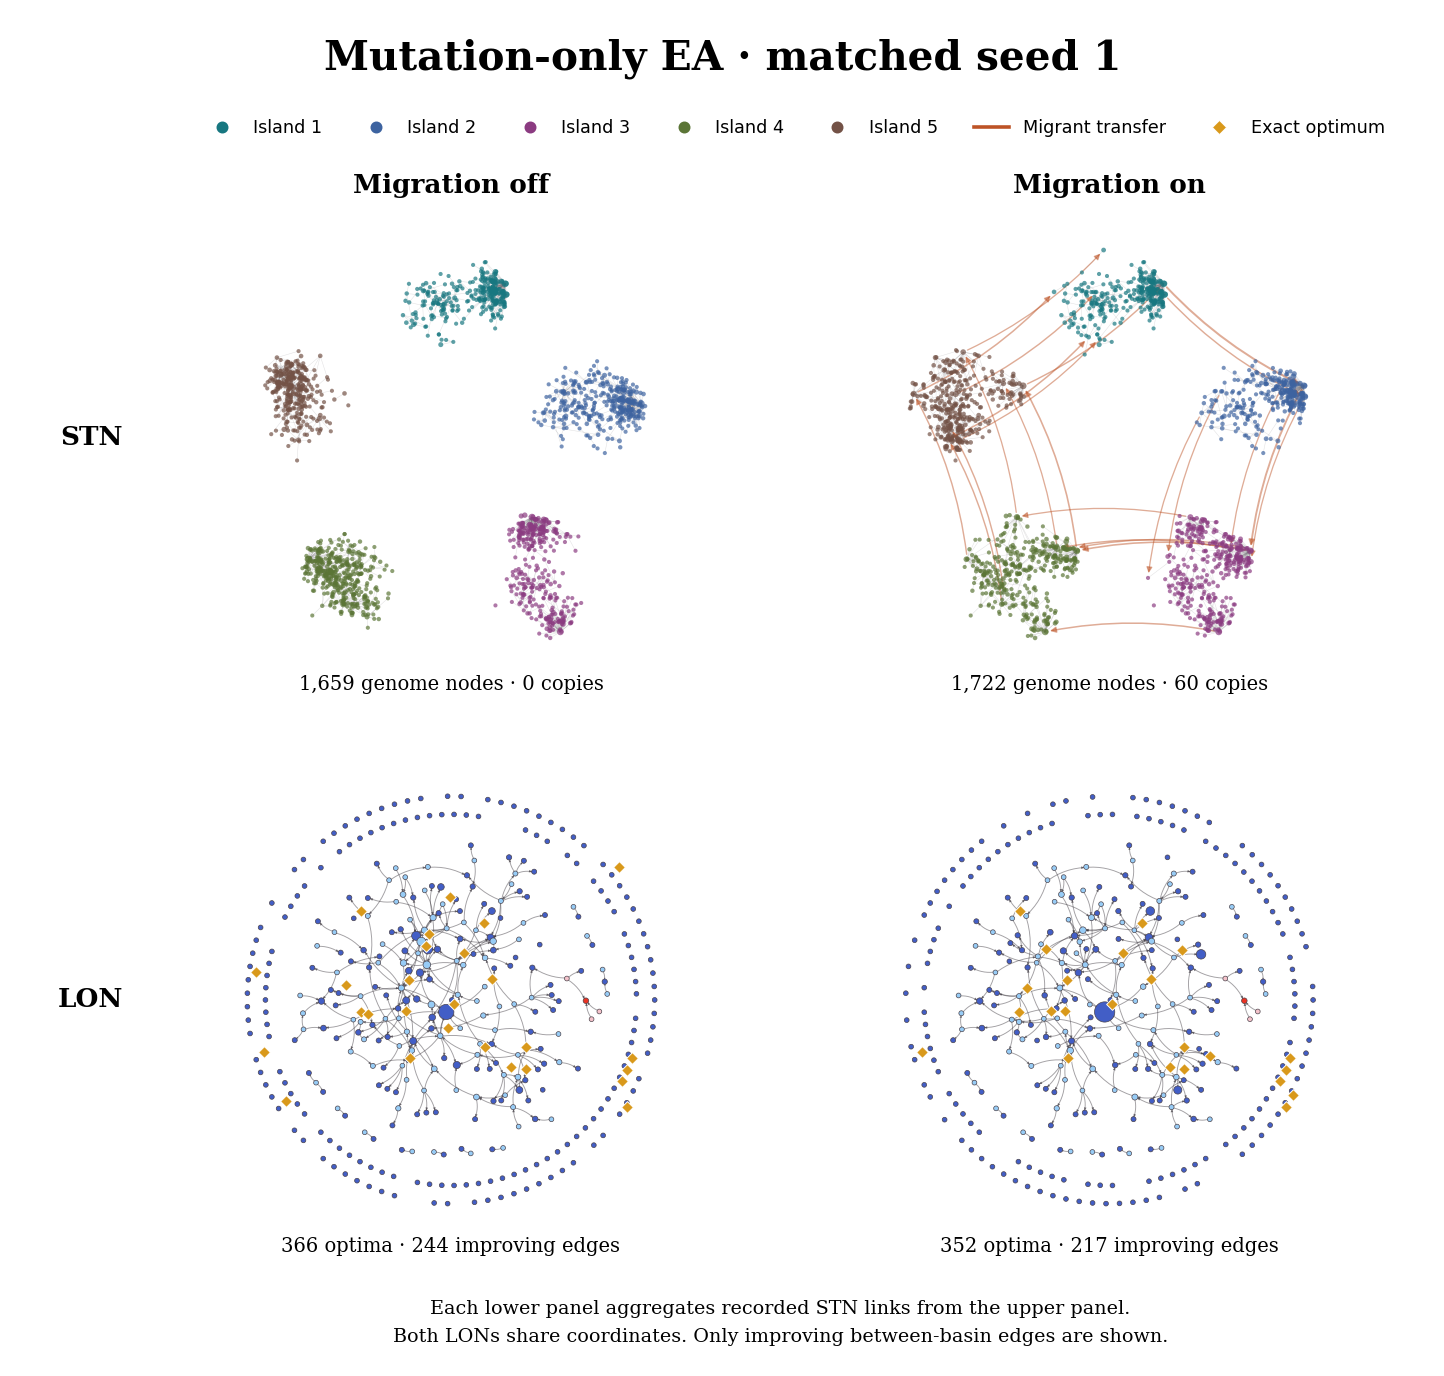 Mutation-only EA · matched seed 1
Island 1
Island 2
Island 3
Island 4
Island 5
Migrant transfer
Exact optimum
Migration off
Migration on
STN
1,659 genome nodes · 0 copies
1,722 genome nodes · 60 copies
LON
366 optima · 244 improving edges
352 optima · 217 improving edges
Each lower panel aggregates recorded STN links from the upper panel.
Both LONs share coordinates. Only improving between-basin edges are shown.